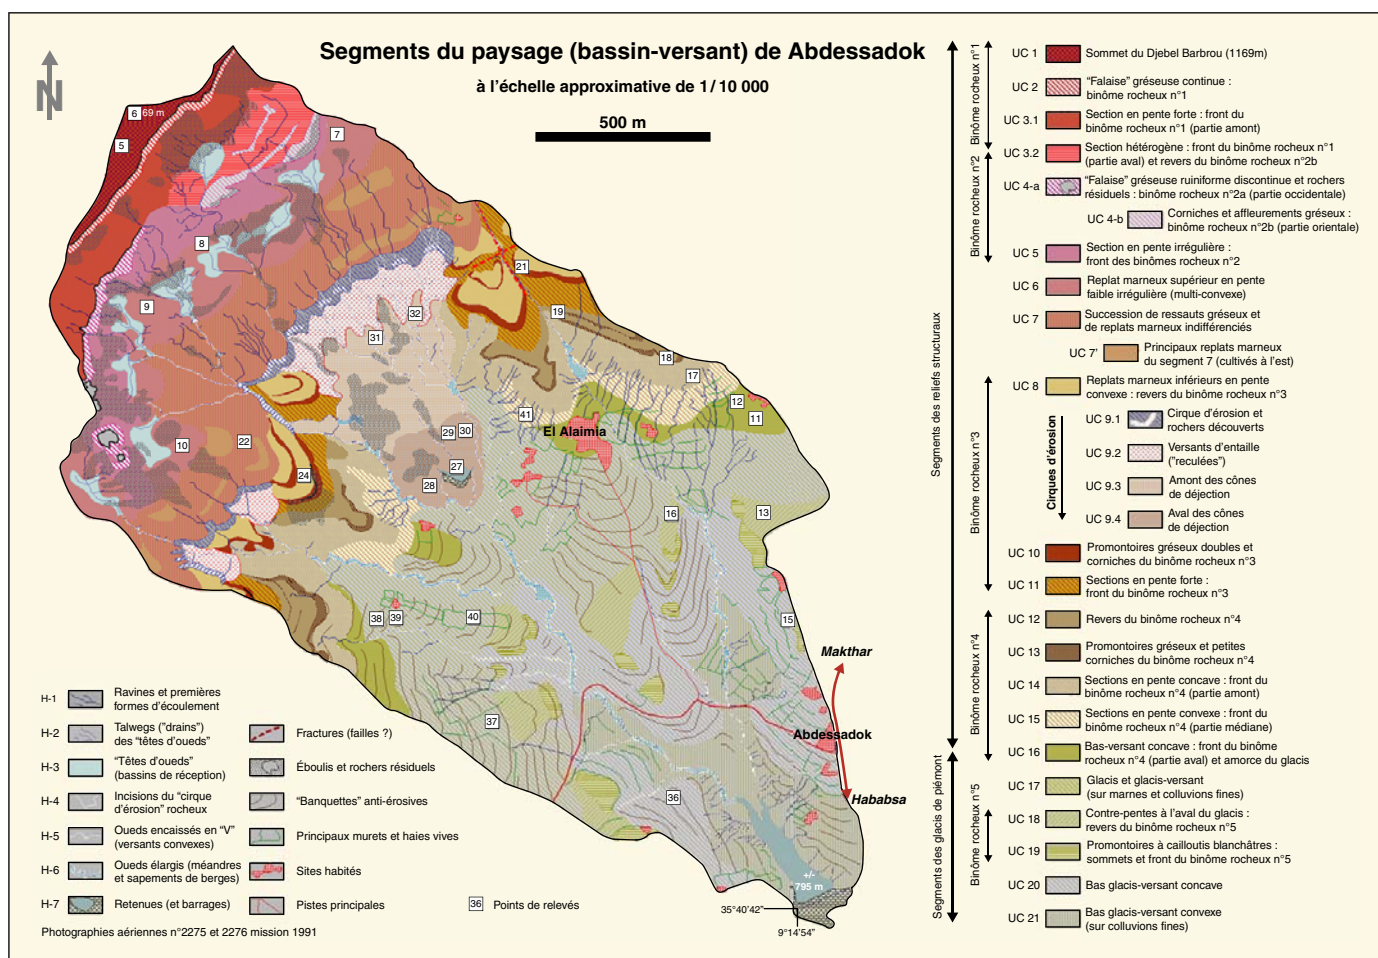 Segments du paysage (bassin-versant) de Abdessadok
à l'échelle approximative de 1 / 10 000
500 m
N
6
69 m
5
7
8
9
10
22
24
21
19
18
17
12
11
32
31
41
El Alaimia
29
30
27
28
16
13
15
38
39
40
37
36
Makthar
Abdessadok
Hababsa
+/-
795 m
35°40'42"
9°14'54"
H-1
Ravines et premières
formes d'écoulement
H-2
Talwegs ("drains")
des "têtes d'oueds"
H-3
"Têtes d'oueds"
(bassins de réception)
H-4
Incisions du "cirque
d'érosion" rocheux
H-5
Oueds encaissés en "V"
(versants convexes)
H-6
Oueds élargis (méandres
et sapements de berges)
H-7
Retenues (et barrages)
Fractures (failles ?)
Éboulis et rochers résiduels
"Banquettes" anti-érosives
Principaux murets et haies vives
Sites habités
Pistes principales
36 Points de relevés
Photographies aériennes n°2275 et 2276 mission 1991
Segments des reliefs structuraux
Segments des glacis de piémont
Binôme rocheux n°1
Binôme rocheux n°2
Binôme rocheux n°3
Binôme rocheux n°4
Binôme rocheux n°5
UC 1
Sommet du Djebel Barbrou (1169m)
UC 2
"Falaise" gréseuse continue :
binôme rocheux n°1
UC 3.1
Section en pente forte : front du
binôme rocheux n°1 (partie amont)
UC 3.2
Section hétérogène : front du binôme rocheux n°1
(partie aval) et revers du binôme rocheux n°2b
UC 4-a
"Falaise" gréseuse ruiniforme discontinue et rochers
résiduels : binôme rocheux n°2a (partie occidentale)
UC 4-b
Corniches et affleurements gréseux :
binôme rocheux n°2b (partie orientale)
UC 5
Section en pente irrégulière :
front des binômes rocheux n°2
UC 6
Replat marneux supérieur en pente
faible irrégulière (multi-convexe)
UC 7
Succession de ressauts gréseux et
de replats marneux indifférenciés
UC 7'
Principaux replats marneux
du segment 7 (cultivés à l'est)
UC 8
Replats marneux inférieurs en pente
convexe : revers du binôme rocheux n°3
Cirques d'érosion
UC 9.1
Cirque d'érosion et
rochers découverts
UC 9.2
Versants d'entaille
("reculées")
UC 9.3
Amont des cônes
de déjection
UC 9.4
Aval des cônes
de déjection
UC 10
Promontoires gréseux doubles et
corniches du binôme rocheux n°3
UC 11
Sections en pente forte :
front du binôme rocheux n°3
UC 12
Revers du binôme rocheux n°4
UC 13
Promontoires gréseux et petites
corniches du binôme rocheux n°4
UC 14
Sections en pente concave : front du
binôme rocheux n°4 (partie amont)
UC 15
Sections en pente convexe : front du
binôme rocheux n°4 (partie médiane)
UC 16
Bas-versant concave : front du binôme
rocheux n°4 (partie aval) et amorce du glacis
UC 17
Glacis et glacis-versant
(sur marnes et colluvions fines)
UC 18
Contre-pentes à l'aval du glacis :
revers du binôme rocheux n°5
UC 19
Promontoires à cailloutis blanchâtres :
sommets et front du binôme rocheux n°5
UC 20
Bas glacis-versant concave
UC 21
Bas glacis-versant convexe
(sur colluvions fines)